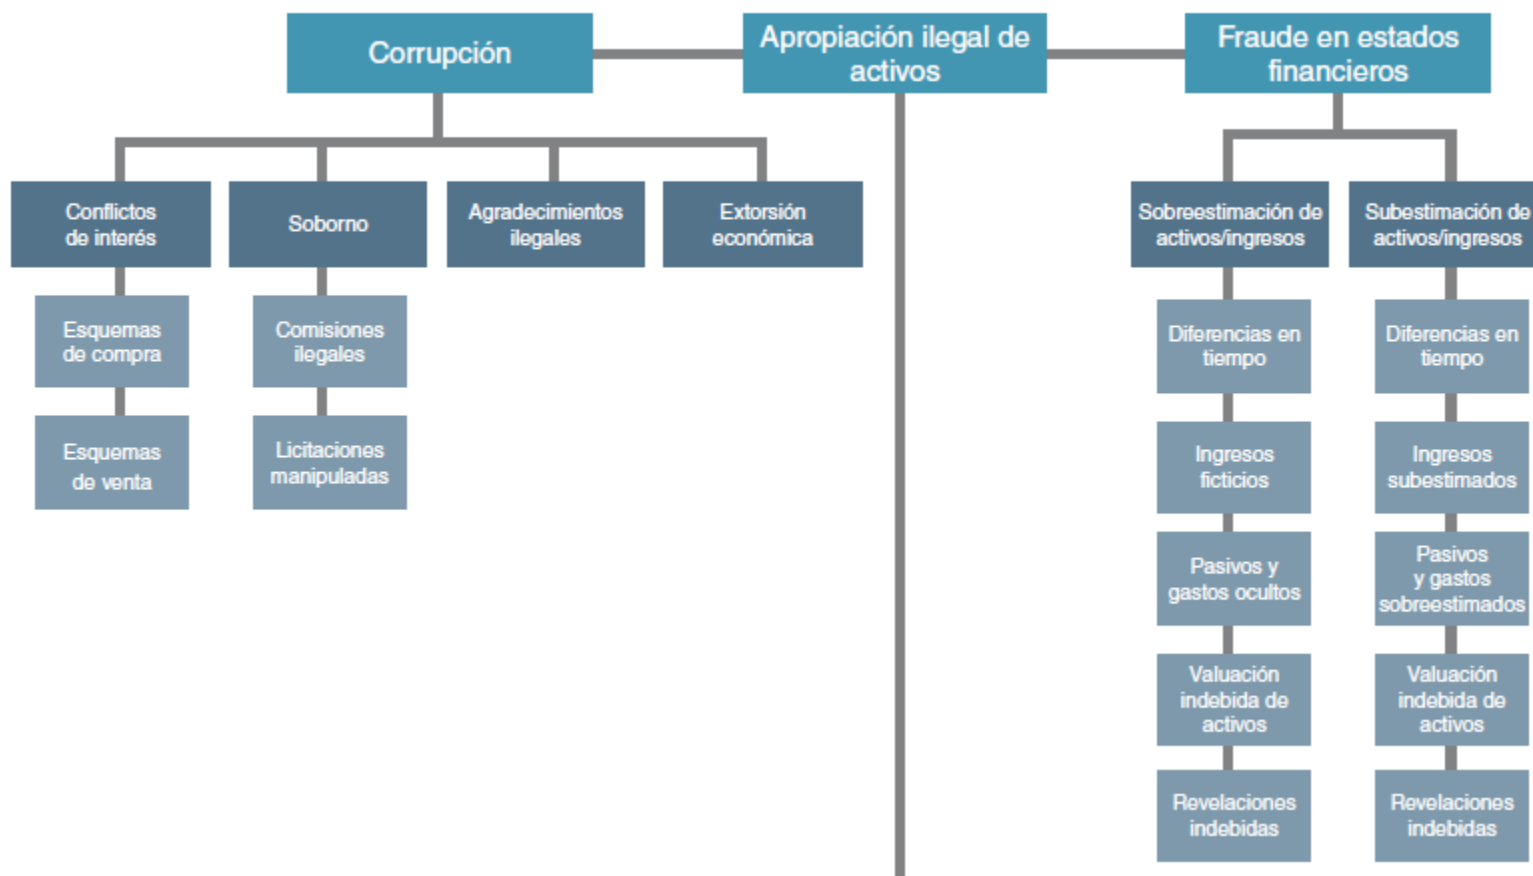 Corrupción
Apropiación ilegal de
activos
Fraude en estados
financieros
Conflictos
de interés
Soborno
Agradecimientos
ilegales
Extorsión
económica
Sobreestimación de
activos/ingresos
Subestimación de
activos/ingresos
Esquemas
de compra
Comisiones
ilegales
Diferencias en
tiempo
Diferencias en
tiempo
Esquemas
de venta
Licitaciones
manipuladas
Ingresos
ficticios
Ingresos
subestimados
Pasivos y
gastos ocultos
Pasivos
y gastos
sobreestimados
Valuación
indebida de
activos
Valuación
indebida de
activos
Revelaciones
indebidas
Revelaciones
indebidas